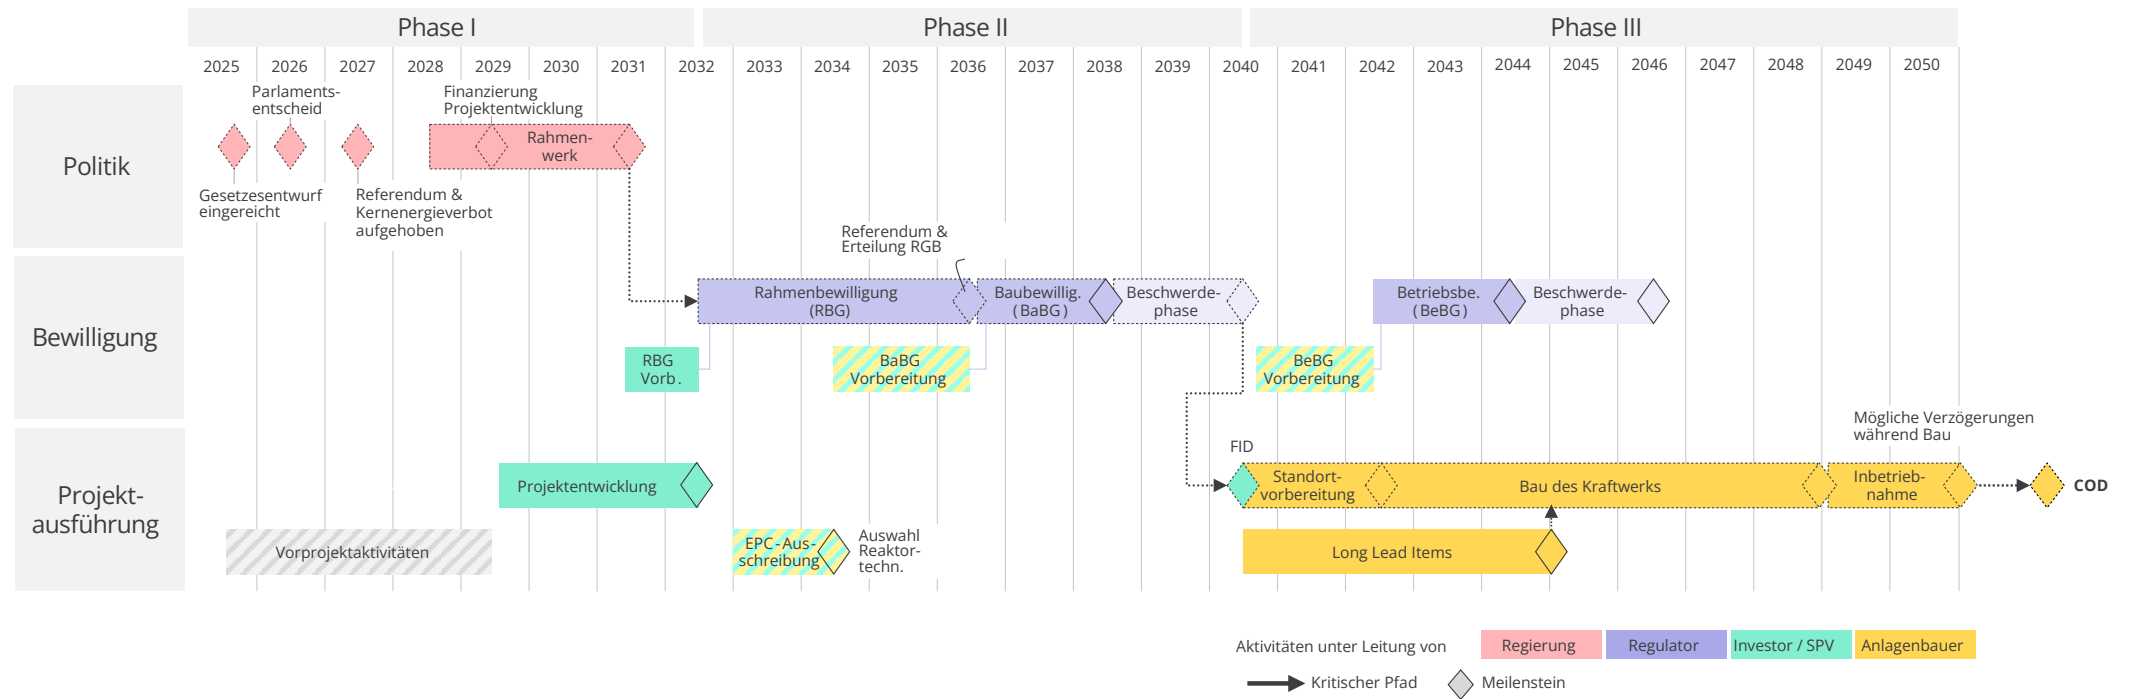 Phase I
Phase II
Phase III
2025 2026 2027 2028 2029 2030 2031 2032 2033 2034 2035 2036 2037 2038 2039 2040 2041 2042 2043 2044 2045 2046 2047 2048 2049 2050
Politik
Parlaments-
entscheid
Finanzierung
Projektentwicklung
Rahmen-
werk
Gesetzesentwurf
eingereicht
Referendum &
Kernenergieverbot
aufgehoben
Bewilligung
Referendum &
Erteilung RGB
Rahmenbewilligung
(RBG)
Baubewillig.
(BaBG)
Beschwerde-
phase
Betriebsbe.
(BeBG)
Beschwerde-
phase
RBG
Vorb.
BaBG
Vorbereitung
BeBG
Vorbereitung
Projekt-
ausführung
Mögliche Verzögerungen
während Bau
FID
Projektentwicklung
Standort-
vorbereitung
Bau des Kraftwerks
Inbetrieb-
nahme
COD
Vorprojektaktivitäten
EPC-Aus-
schreibung
Auswahl
Reaktor-
techn.
Long Lead Items
Aktivitäten unter Leitung von
Regierung
Regulator
Investor / SPV
Anlagenbauer
Kritischer Pfad
Meilenstein